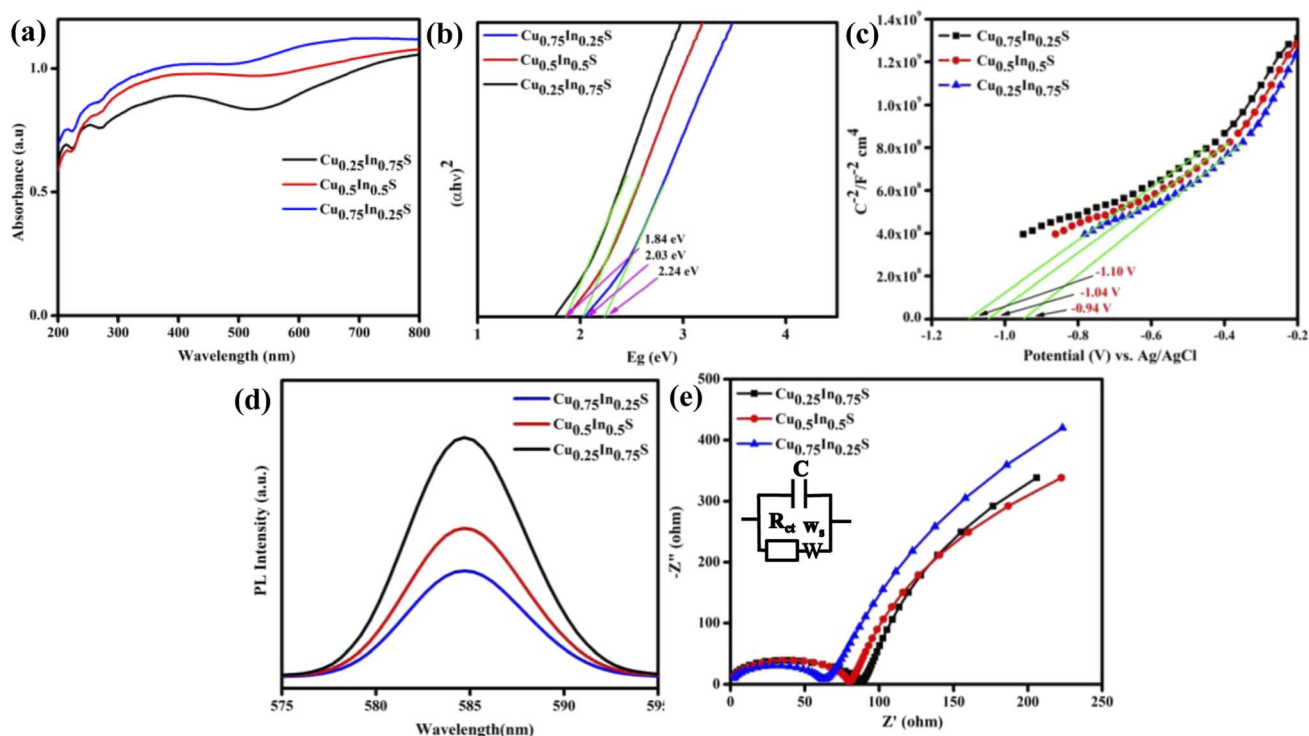 (a)
1.0
0.5
0.0
Absorbance (a.u)
200 300 400 500 600 700 800
Wavelength (nm)
Cu0.25In0.75S
Cu0.5In0.5S
Cu0.75In0.25S
(b)
Cu0.75In0.25S
Cu0.5In0.5S
Cu0.25In0.75S
(αhν)²
1.84 eV
2.03 eV
2.24 eV
1 2 3 4
Eg (eV)
(c)
1.4x10⁹
1.2x10⁹
1.0x10⁹
8.0x10⁸
6.0x10⁸
4.0x10⁸
2.0x10⁸
0.0
C⁻²/F⁻² cm⁴
Cu0.75In0.25S
Cu0.5In0.5S
Cu0.25In0.75S
-1.10 V
-1.04 V
-0.94 V
-1.2 -1.0 -0.8 -0.6 -0.4 -0.2
Potential (V) vs. Ag/AgCl
(d)
Cu0.75In0.25S
Cu0.5In0.5S
Cu0.25In0.75S
PL Intensity (a.u.)
575 580 585 590 595
Wavelength(nm)
(e)
500
400
300
200
100
0
-Z'' (ohm)
Cu0.25In0.75S
Cu0.5In0.5S
Cu0.75In0.25S
C
Rct ws
W
0 50 100 150 200 250
Z' (ohm)